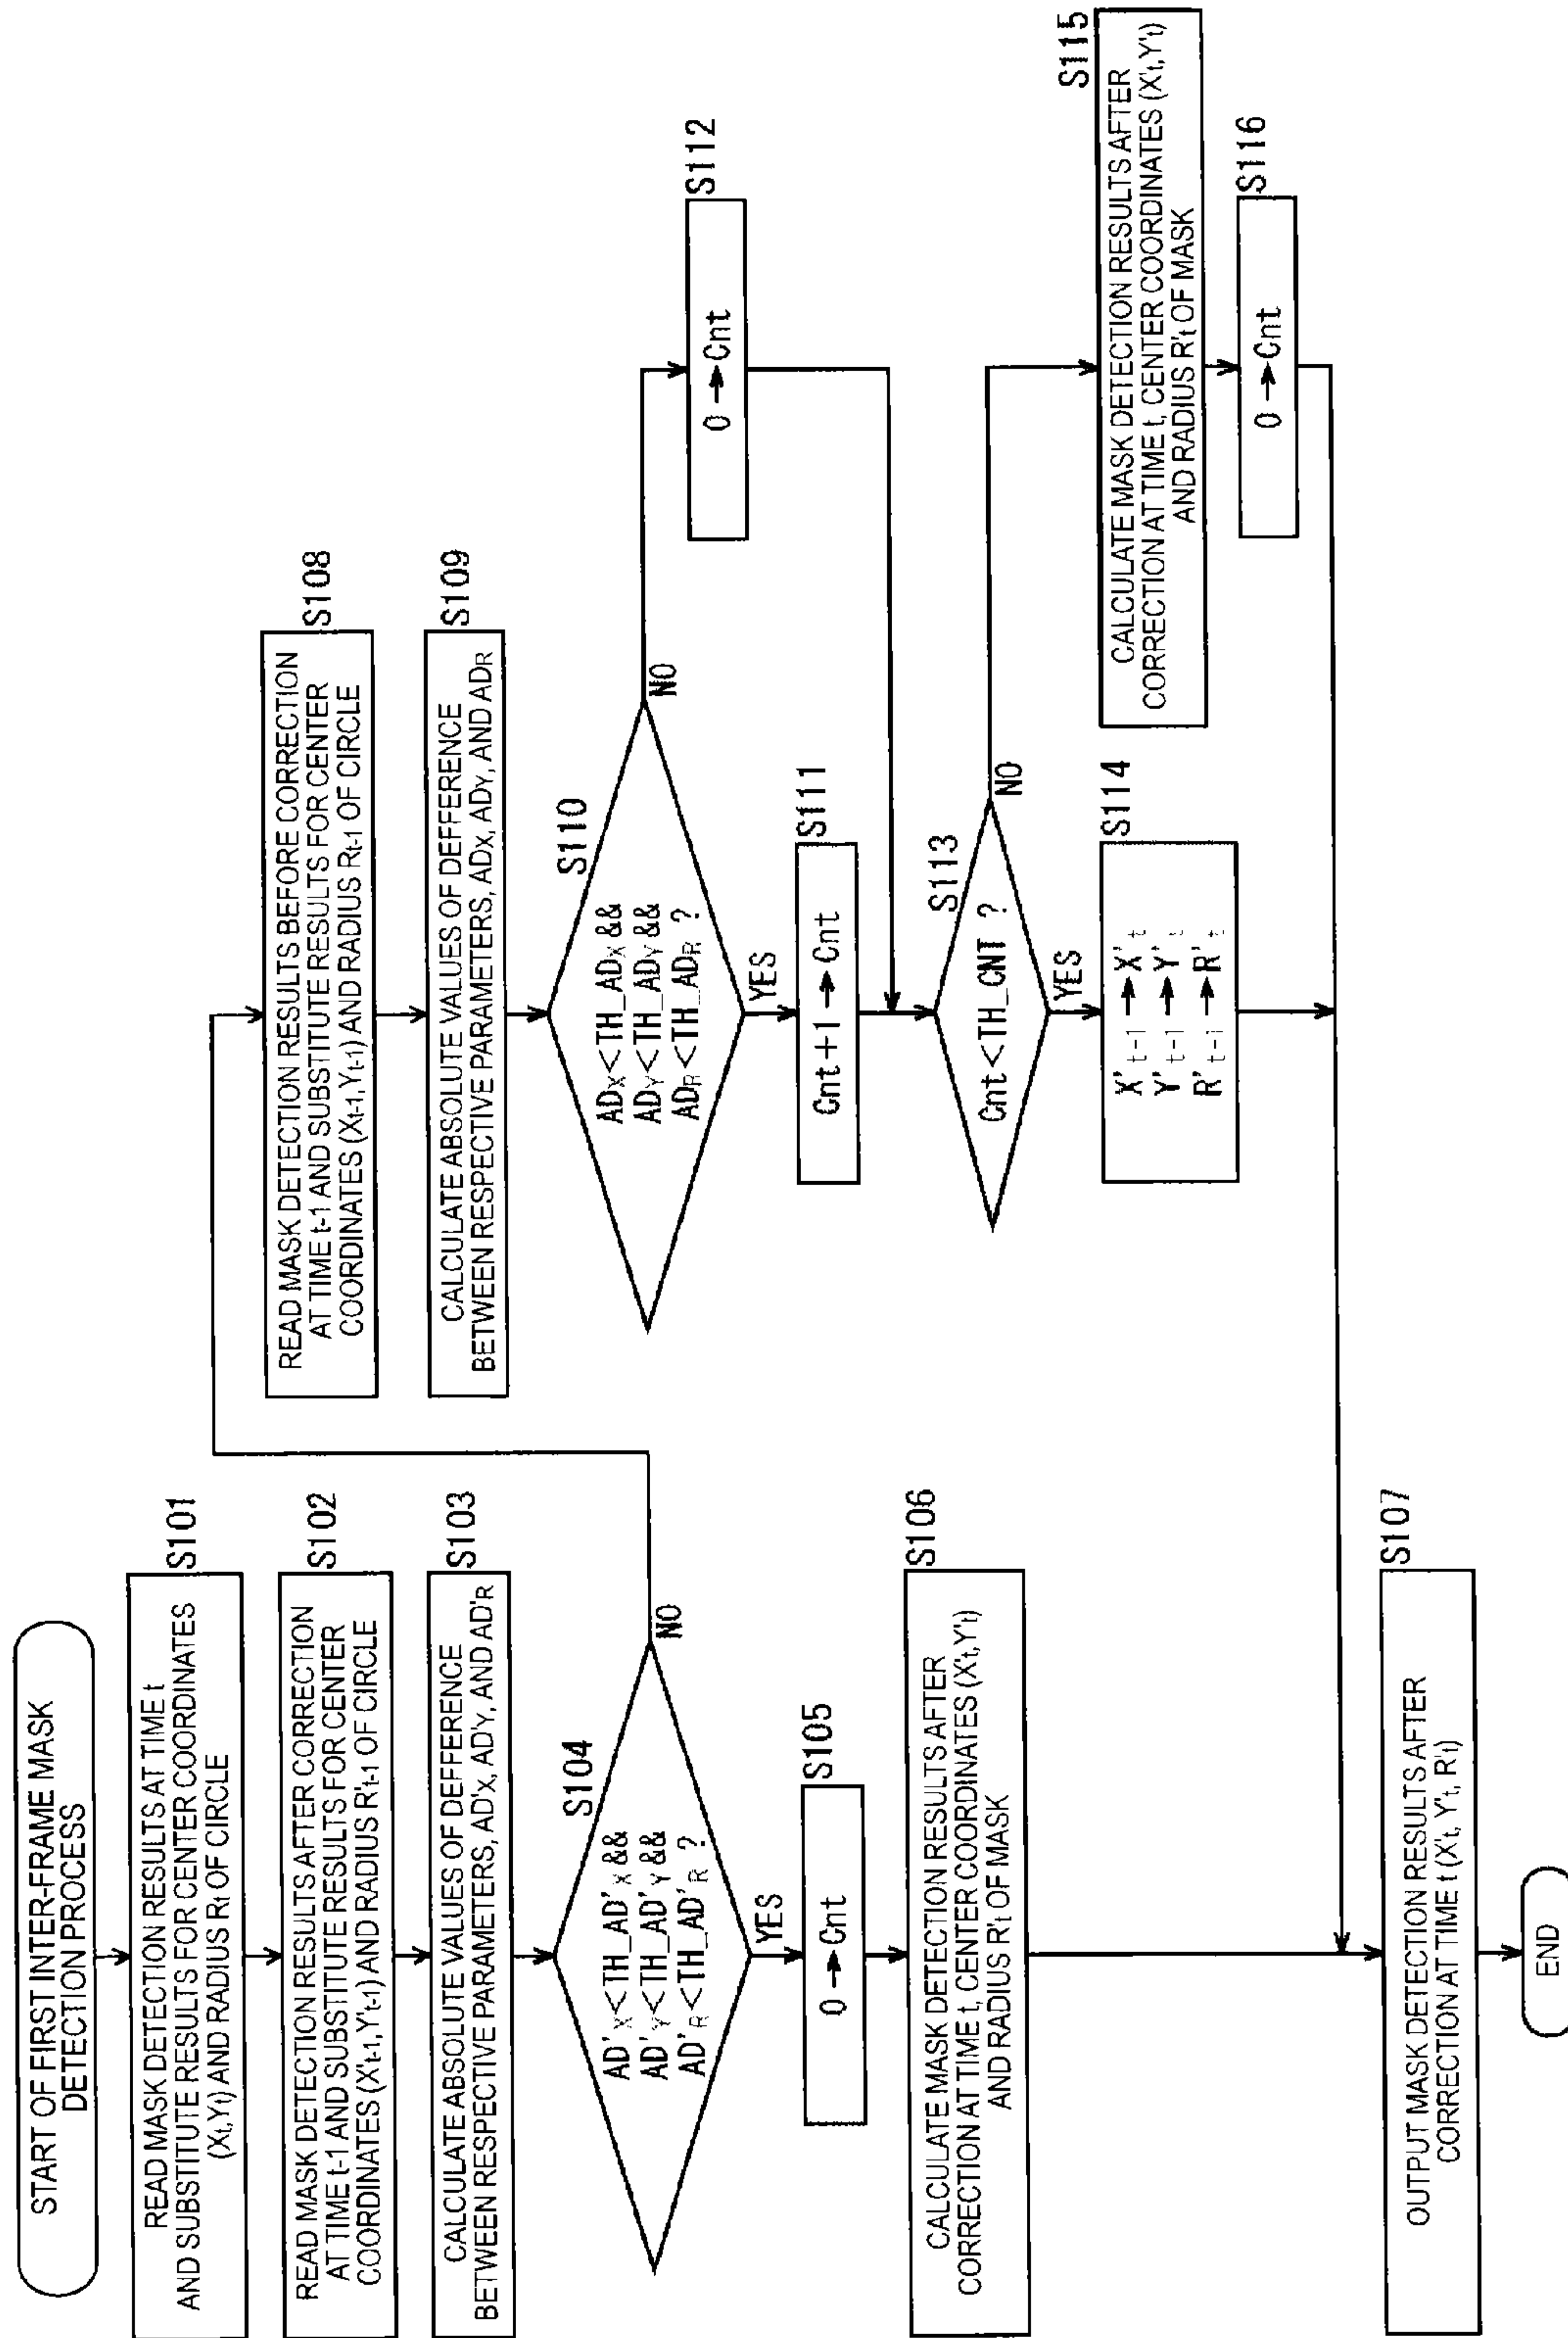 START OF FIRST INTER-FRAME MASK
DETECTION PROCESS
READ MASK DETECTION RESULTS AT TIME t
AND SUBSTITUTE RESULTS FOR CENTER COORDINATES
(Xt,Yt) AND RADIUS Rt OF CIRCLE
S101
READ MASK DETECTION RESULTS AFTER CORRECTION
AT TIME t-1 AND SUBSTITUTE RESULTS FOR CENTER
COORDINATES (X't-1, Y't-1) AND RADIUS R't-1 OF CIRCLE
S102
CALCULATE ABSOLUTE VALUES OF DEFFERENCE
BETWEEN RESPECTIVE PARAMETERS, AD'X, AD'Y, AND AD'R
S103
S104
AD'X<TH_AD'X &&
AD'Y<TH_AD'Y &&
AD'R<TH_AD'R ?
NO
YES
S105
0→Cnt
S106
CALCULATE MASK DETECTION RESULTS AFTER
CORRECTION AT TIME t, CENTER COORDINATES (X't,Y't)
AND RADIUS R't OF MASK
S107
OUTPUT MASK DETECTION RESULTS AFTER
CORRECTION AT TIME t (X't, Y't, R't)
END
S108
READ MASK DETECTION RESULTS BEFORE CORRECTION
AT TIME t-1 AND SUBSTITUTE RESULTS FOR CENTER
COORDINATES (Xt-1,Yt-1) AND RADIUS Rt-1 OF CIRCLE
S109
CALCULATE ABSOLUTE VALUES OF DEFFERENCE
BETWEEN RESPECTIVE PARAMETERS, ADX, ADY, AND ADR
S110
ADX<TH_ADX &&
ADY<TH_ADY &&
ADR<TH_ADR ?
NO
YES
S111
Cnt+1→Cnt
S112
0→Cnt
S113
Cnt<TH_CNT ?
NO
YES
S114
X't-1→X't
Y't-1→Y't
R't-1→R't
S115
CALCULATE MASK DETECTION RESULTS AFTER
CORRECTION AT TIME t, CENTER COORDINATES (X't,Y't)
AND RADIUS R't OF MASK
S116
0→Cnt